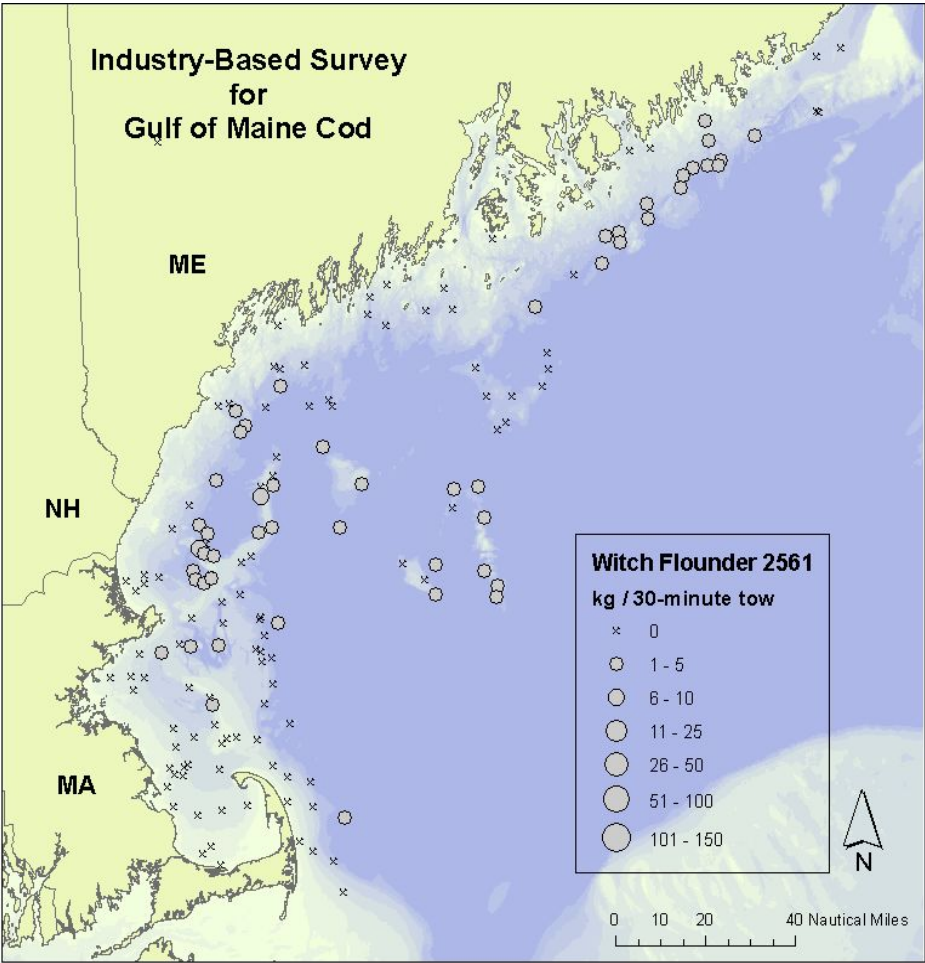 Industry-Based Survey
for
Gulf of Maine Cod
ME
NH
MA
Witch Flounder 2561
kg / 30-minute tow
0
1 - 5
6 - 10
11 - 25
26 - 50
51 - 100
101 - 150
N
0 10 20 40 Nautical Miles